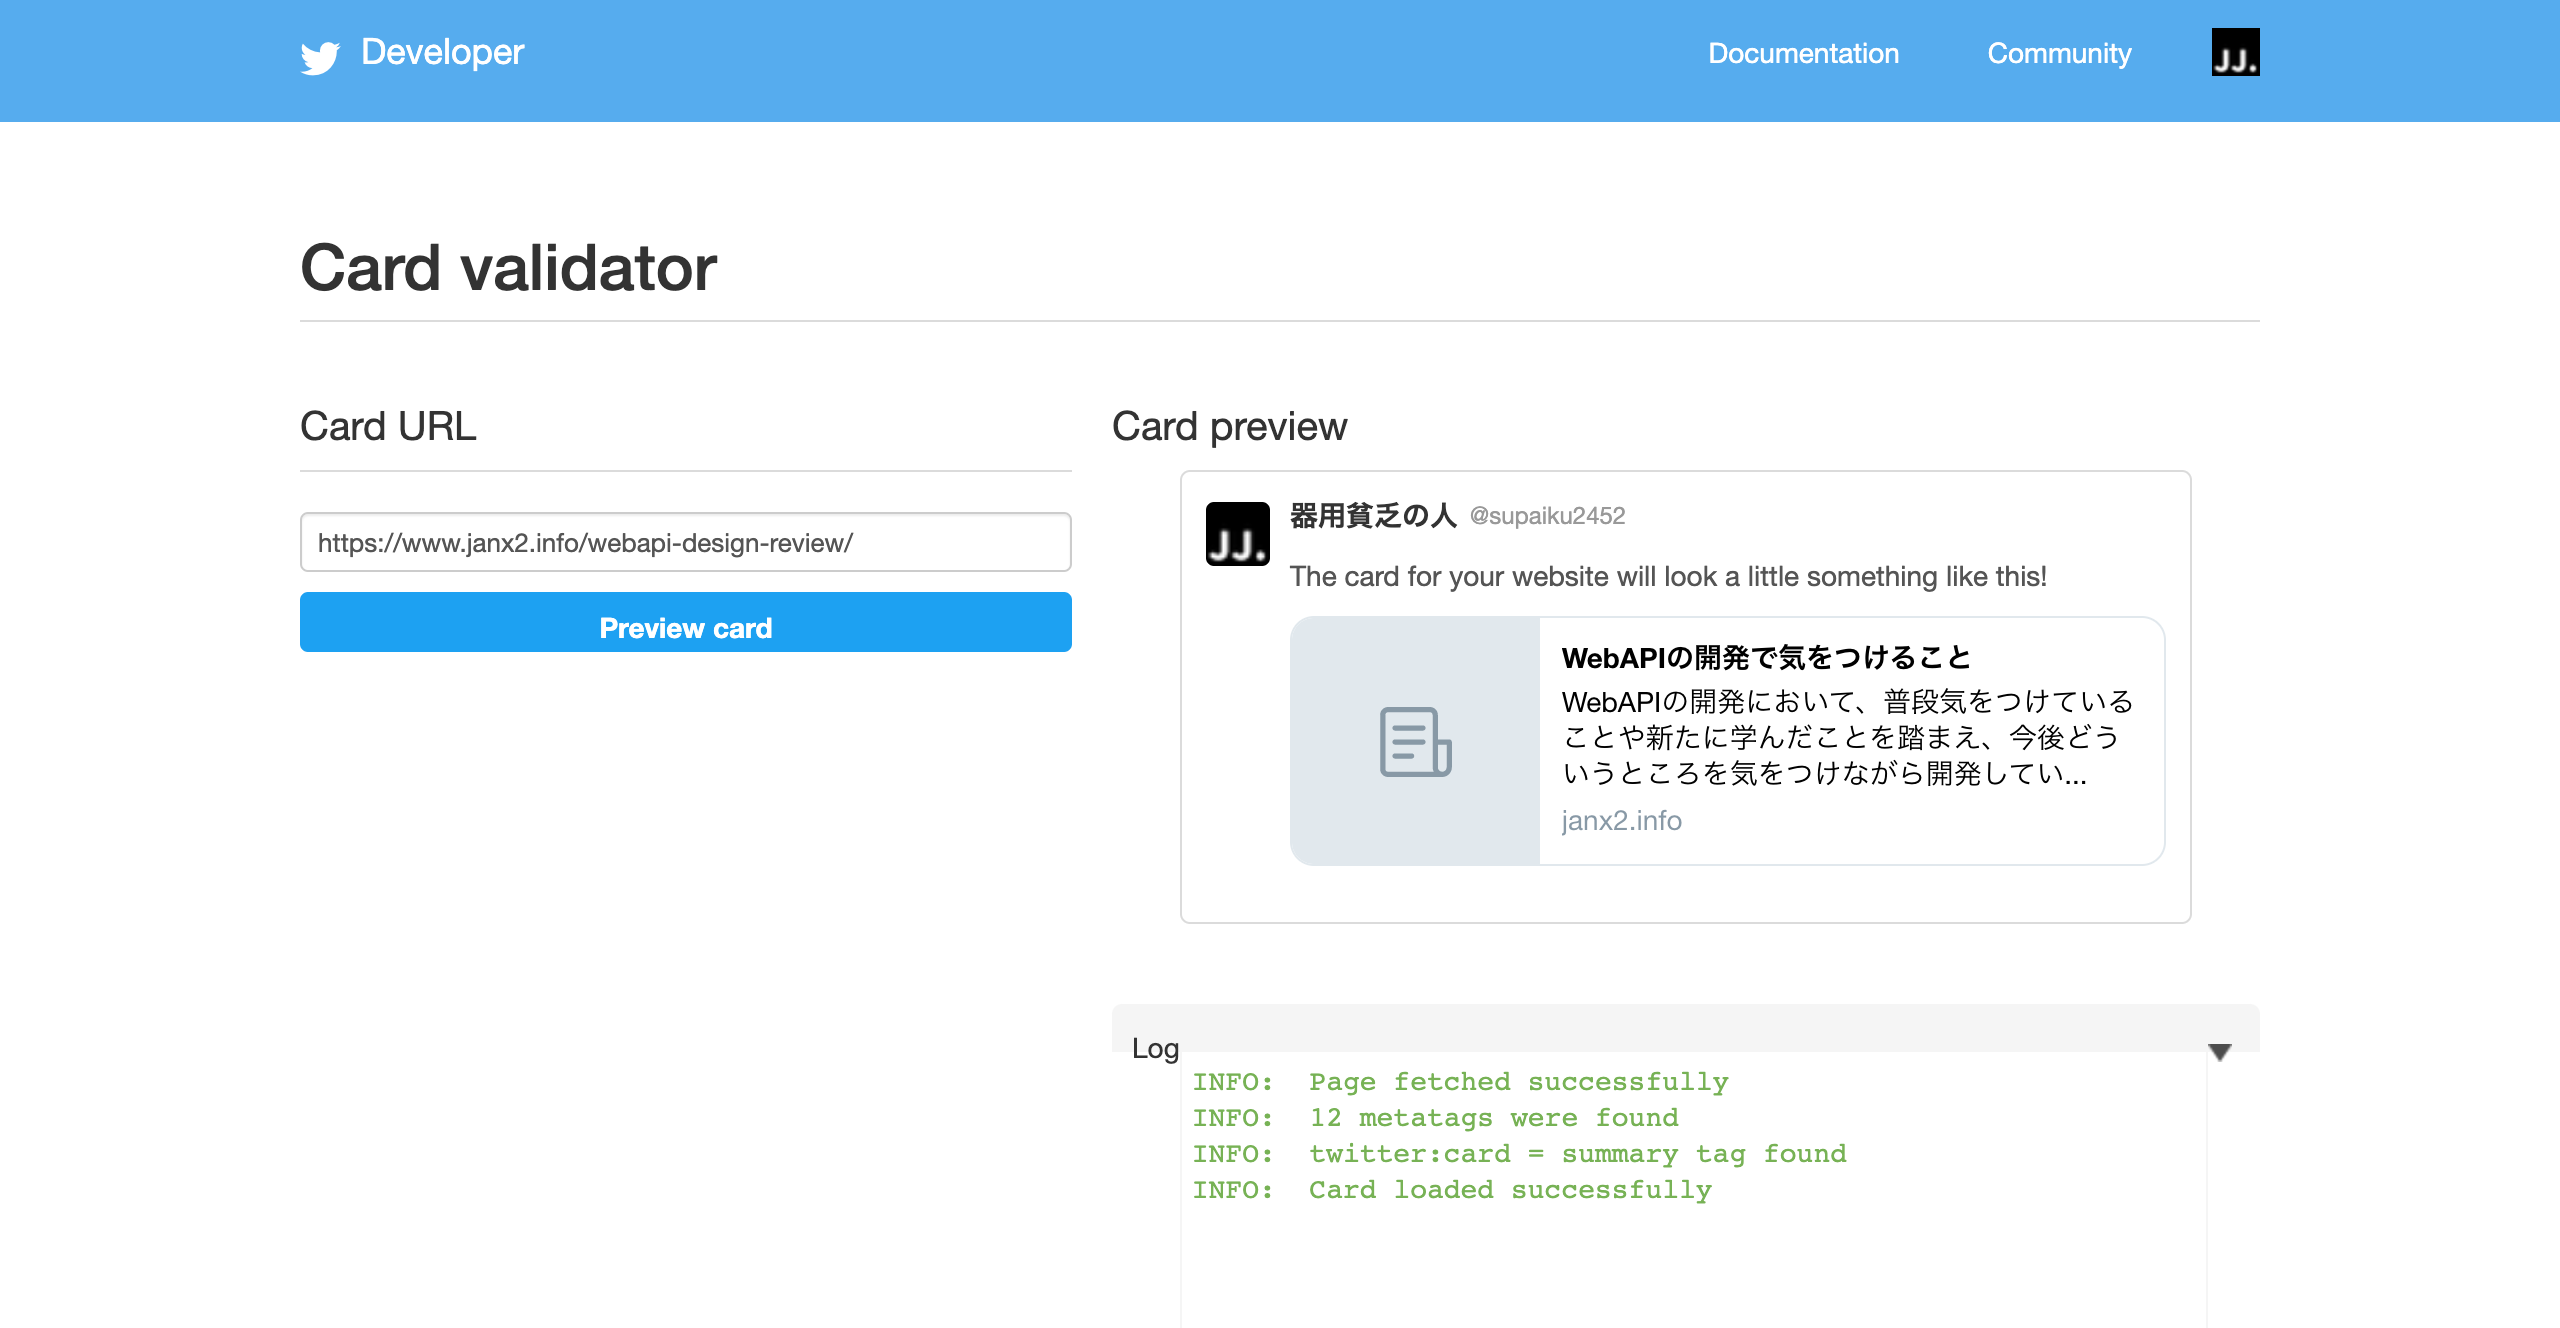 Developer
Documentation
Community
JJ.
Card validator
Card URL
https://www.janx2.info/webapi-design-review/
Preview card
Card preview
JJ.
器用貧乏の人 @supaiku2452
The card for your website will look a little something like this!
WebAPIの開発で気をつけること
WebAPIの開発において、普段気をつけている
ことや新たに学んだことを踏まえ、今後どう
いうところを気をつけながら開発してい...
janx2.info
Log
INFO:  Page fetched successfully
INFO:  12 metatags were found
INFO:  twitter:card = summary tag found
INFO:  Card loaded successfully